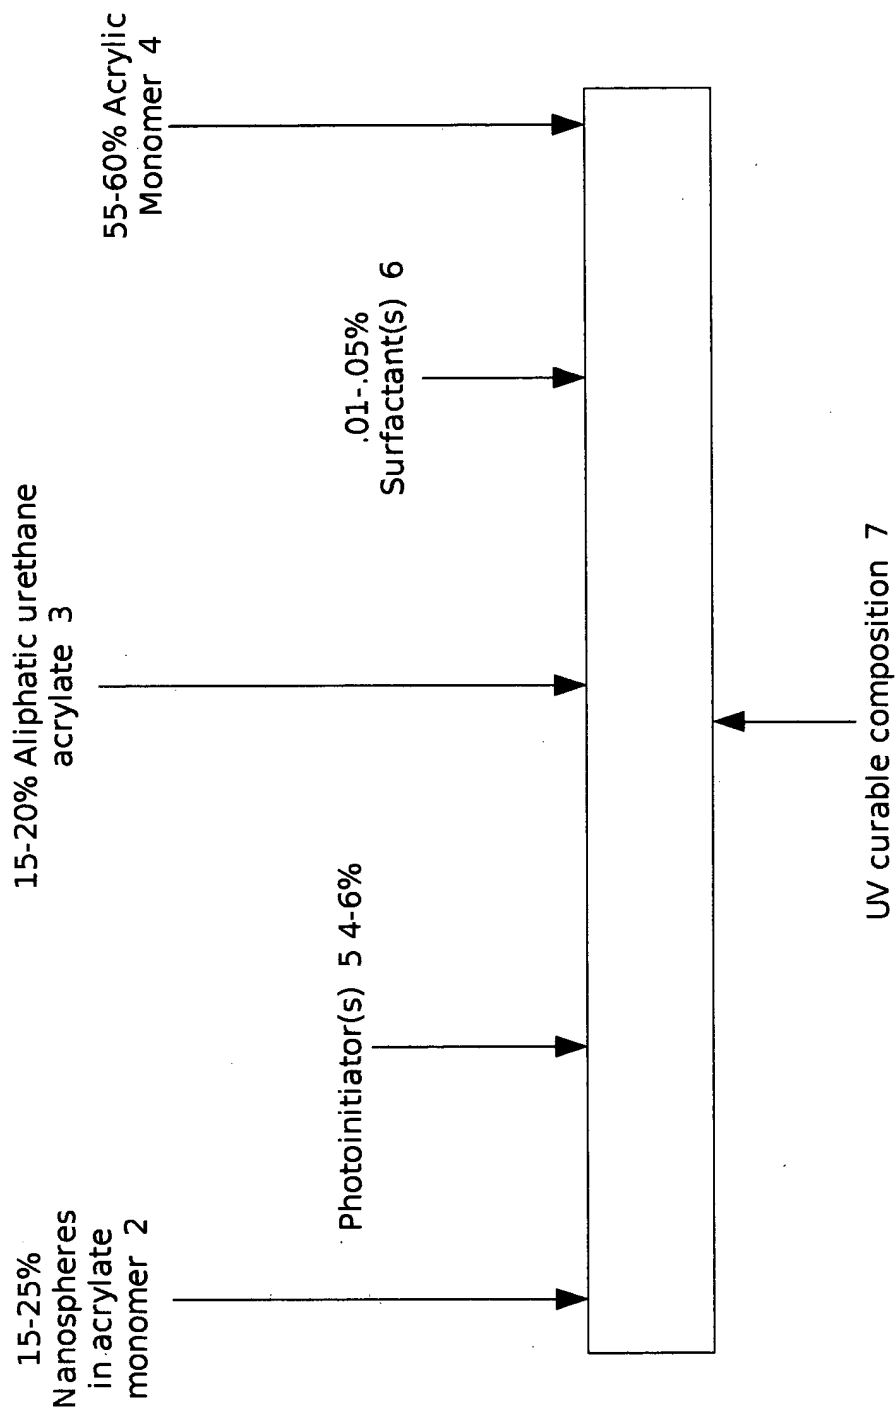 15-25%
Nanospheres
in acrylate
monomer 2
Photoinitiator(s) 5 4-6%
15-20% Aliphatic urethane
acrylate 3
.01-.05%
Surfactant(s) 6
55-60% Acrylic
Monomer 4
UV curable composition 7